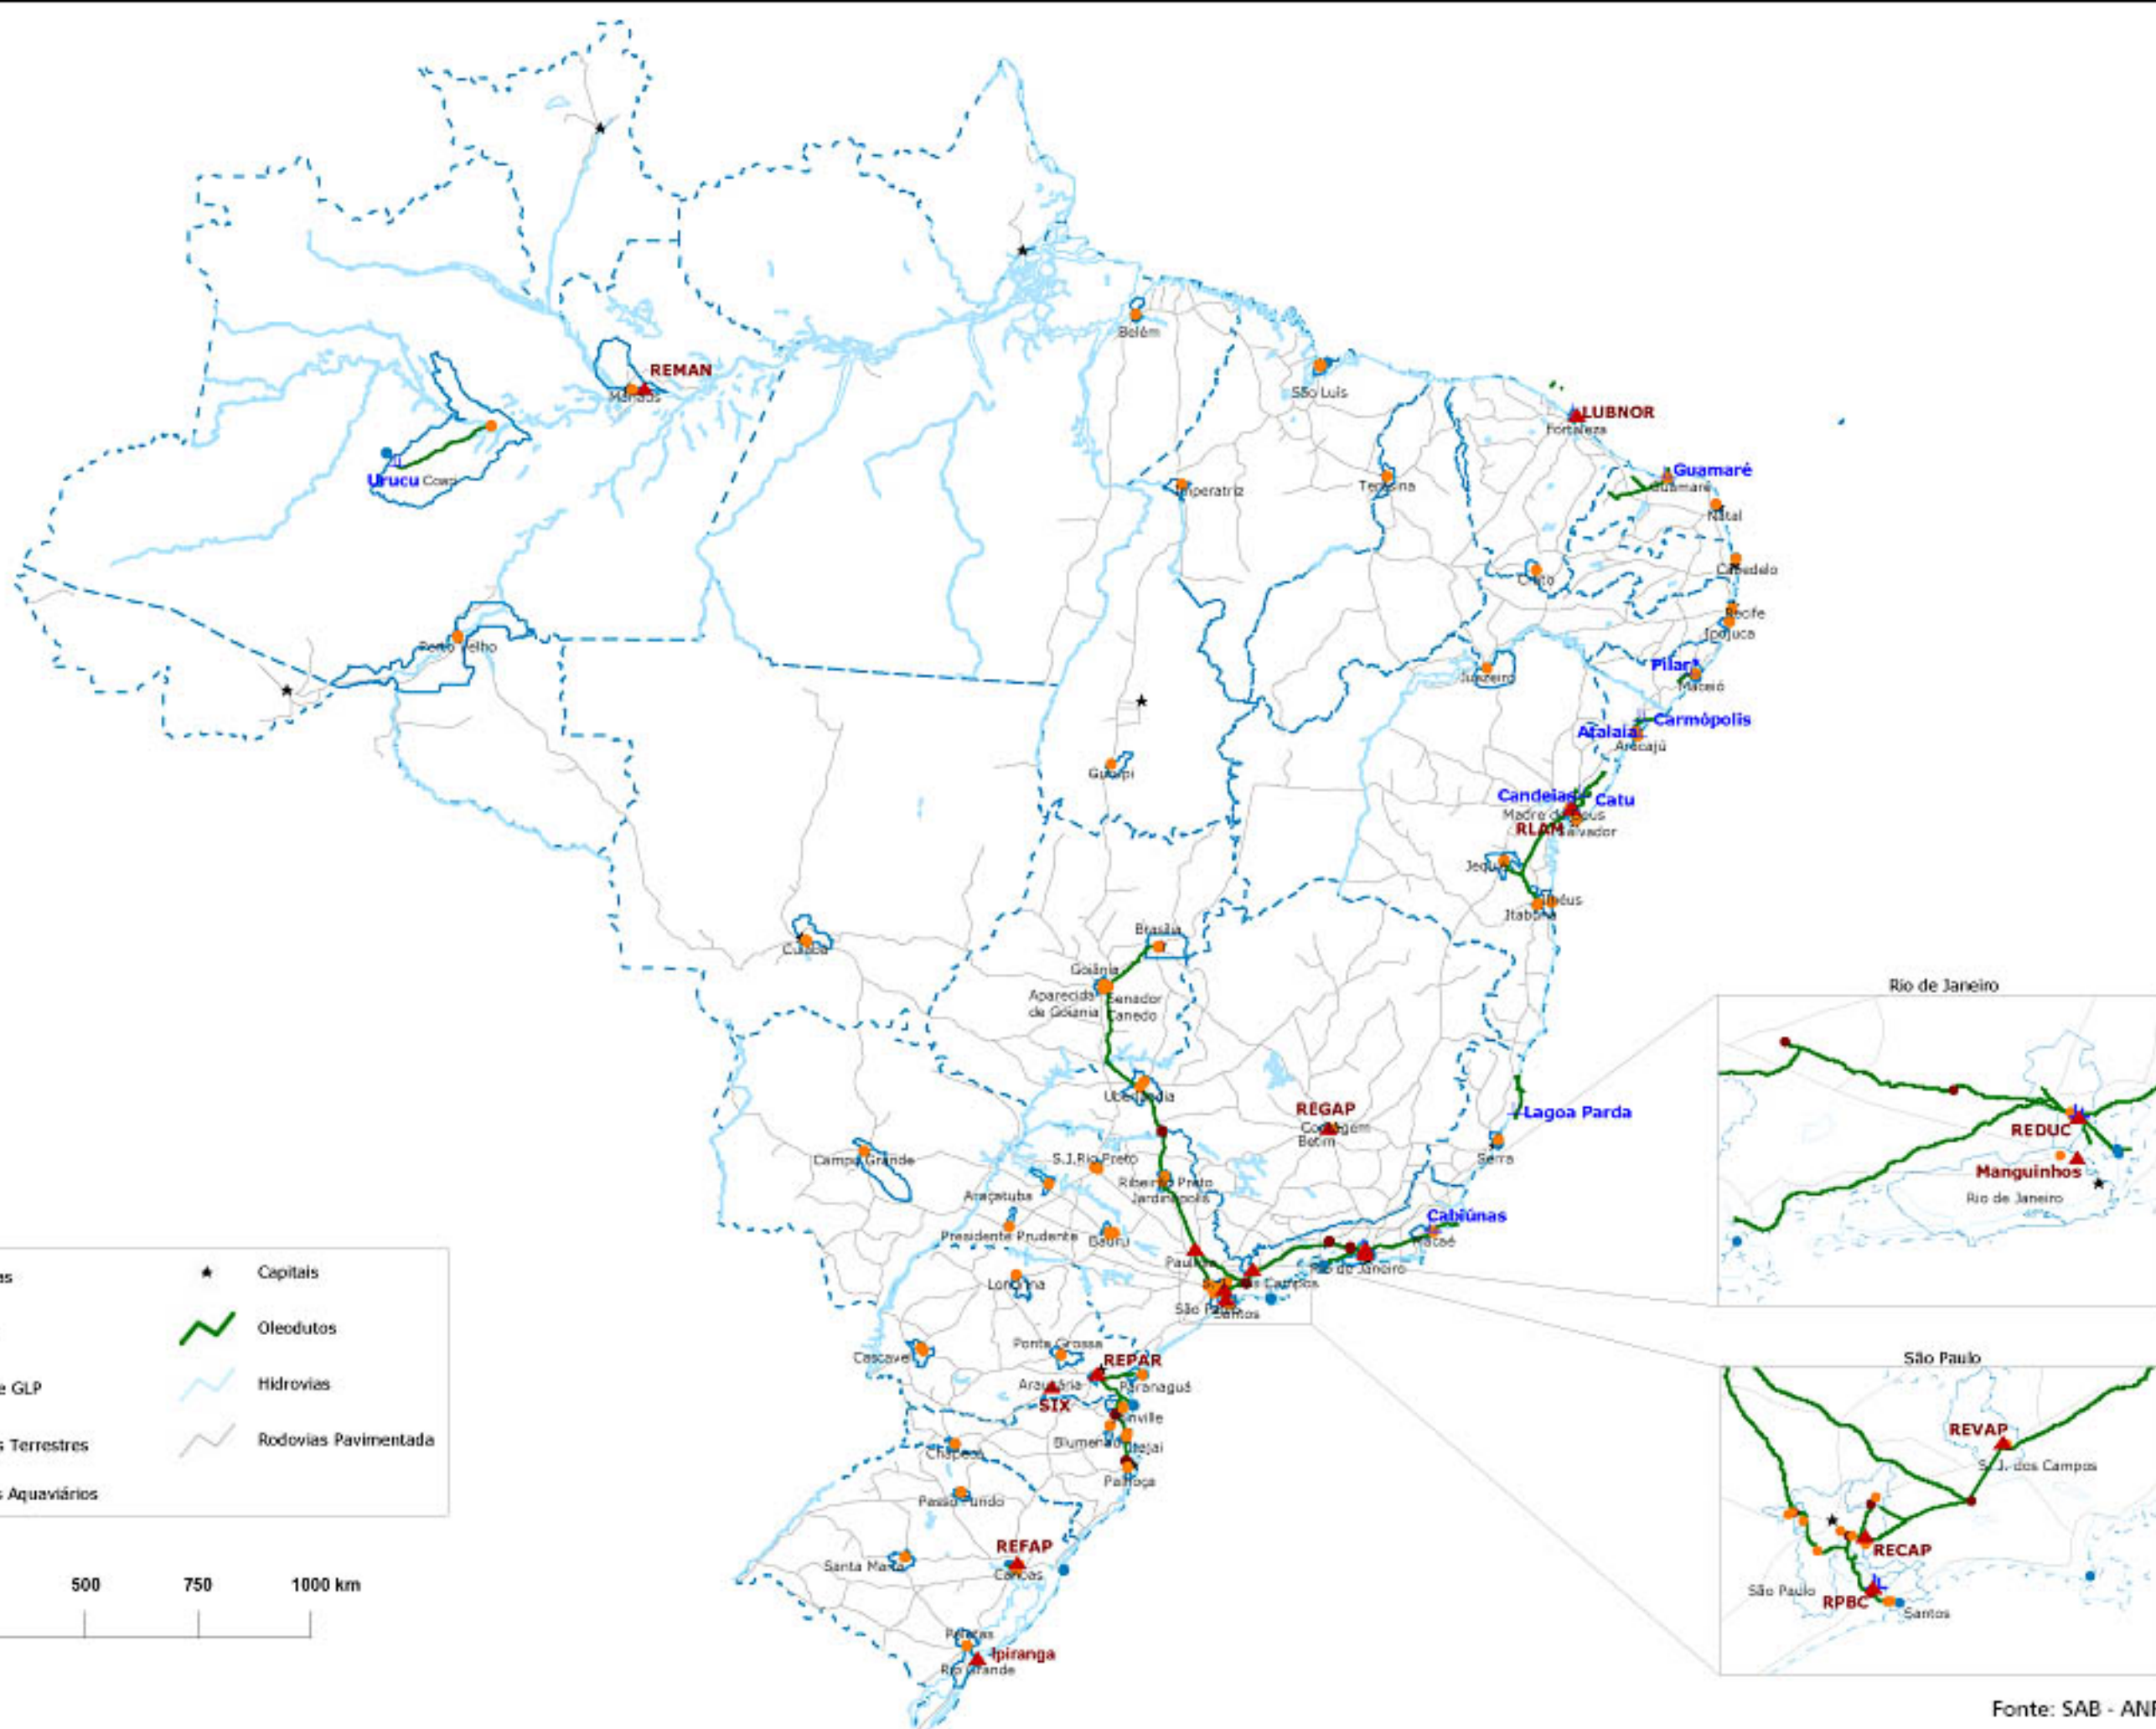 REMAN
Manaus
Urucu
Coari
Belém
São Luís
LUBNOR
Fortaleza
Guamaré
Guamaré
Natal
Imperatriz
Teresina
Crato
Cabedelo
Recife
Ipojuca
Porto Velho
Juazeiro
Pilar
Maceió
Carmópolis
Atalaia
Aracajú
Gurupi
Candeias
Catu
Madre de Deus
RLAM
Salvador
Jequié
Ilhéus
Itabuna
Cuiabá
Brasília
Goiânia
Aparecida
de Goiânia
Senador
Canedo
Uberlândia
REGAP
Contagem
Betim
Lagoa Parda
Serra
Campo Grande
S.J.Rio Preto
Araçatuba
Ribeirão Preto
Jardinópolis
Presidente Prudente
Bauru
Cabiúnas
Macaé
Paulínia
Rio de Janeiro
Londrina
S. J. dos Campos
São Paulo
Santos
Cascavel
Ponta Grossa
REPAR
Araucária
Paranaguá
SIX
inville
Blumenau
Itajaí
Chapecó
Palhoça
Passo Fundo
REFAP
Canoas
Santa Maria
Pelotas
Ipiranga
Rio Grande
Rio de Janeiro
REDUC
Manguinhos
Rio de Janeiro
São Paulo
REVAP
S. J. dos Campos
RECAP
São Paulo
RPBC
Santos
as
Capitais
Oleodutos
e GLP
Hidrovias
s Terrestres
Rodovias Pavimentada
s Aquaviários
500 750 1000 km
Fonte: SAB - ANP